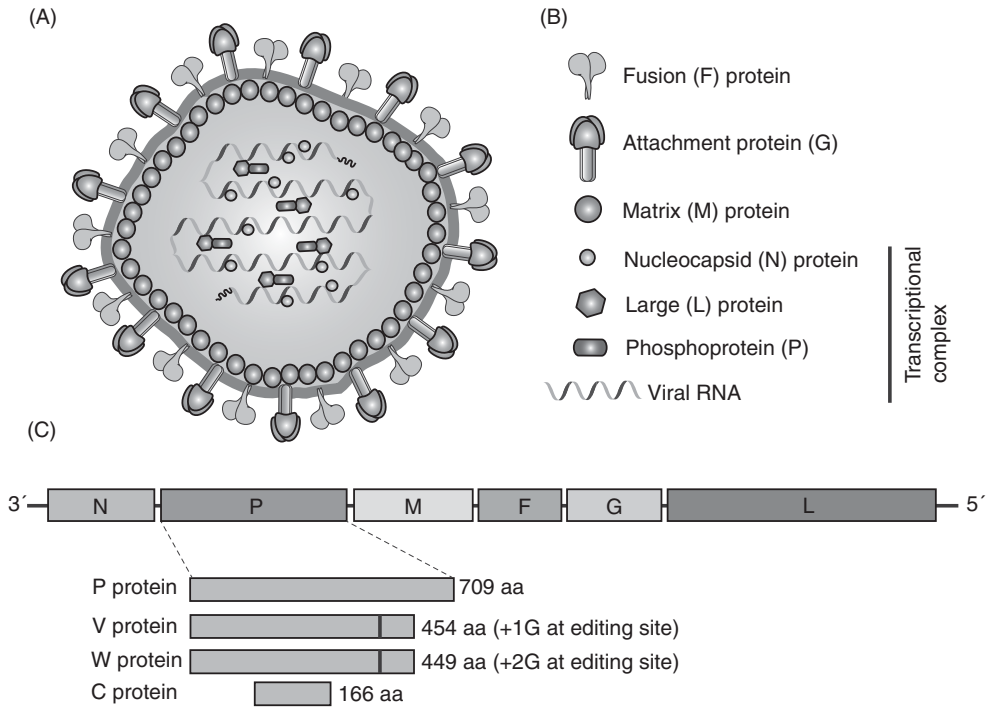 (A)
(B)
Fusion (F) protein
Attachment protein (G)
Matrix (M) protein
Nucleocapsid (N) protein
Large (L) protein
Phosphoprotein (P)
Viral RNA
Transcriptional
complex
(C)
3´ N P M F G L 5´
P protein 709 aa
V protein 454 aa (+1G at editing site)
W protein 449 aa (+2G at editing site)
C protein 166 aa